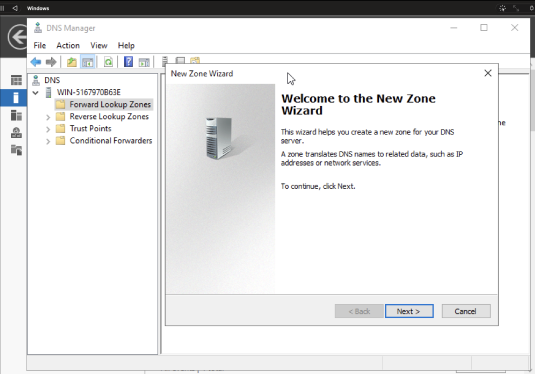 Windows
DNS Manager
File Action View Help
DNS
WIN-5167970B63E
Forward Lookup Zones
Reverse Lookup Zones
Trust Points
Conditional Forwarders
New Zone Wizard
Welcome to the New Zone
Wizard
This wizard helps you create a new zone for your DNS
server.
A zone translates DNS names to related data, such as IP
addresses or network services.
To continue, click Next.
< Back Next > Cancel